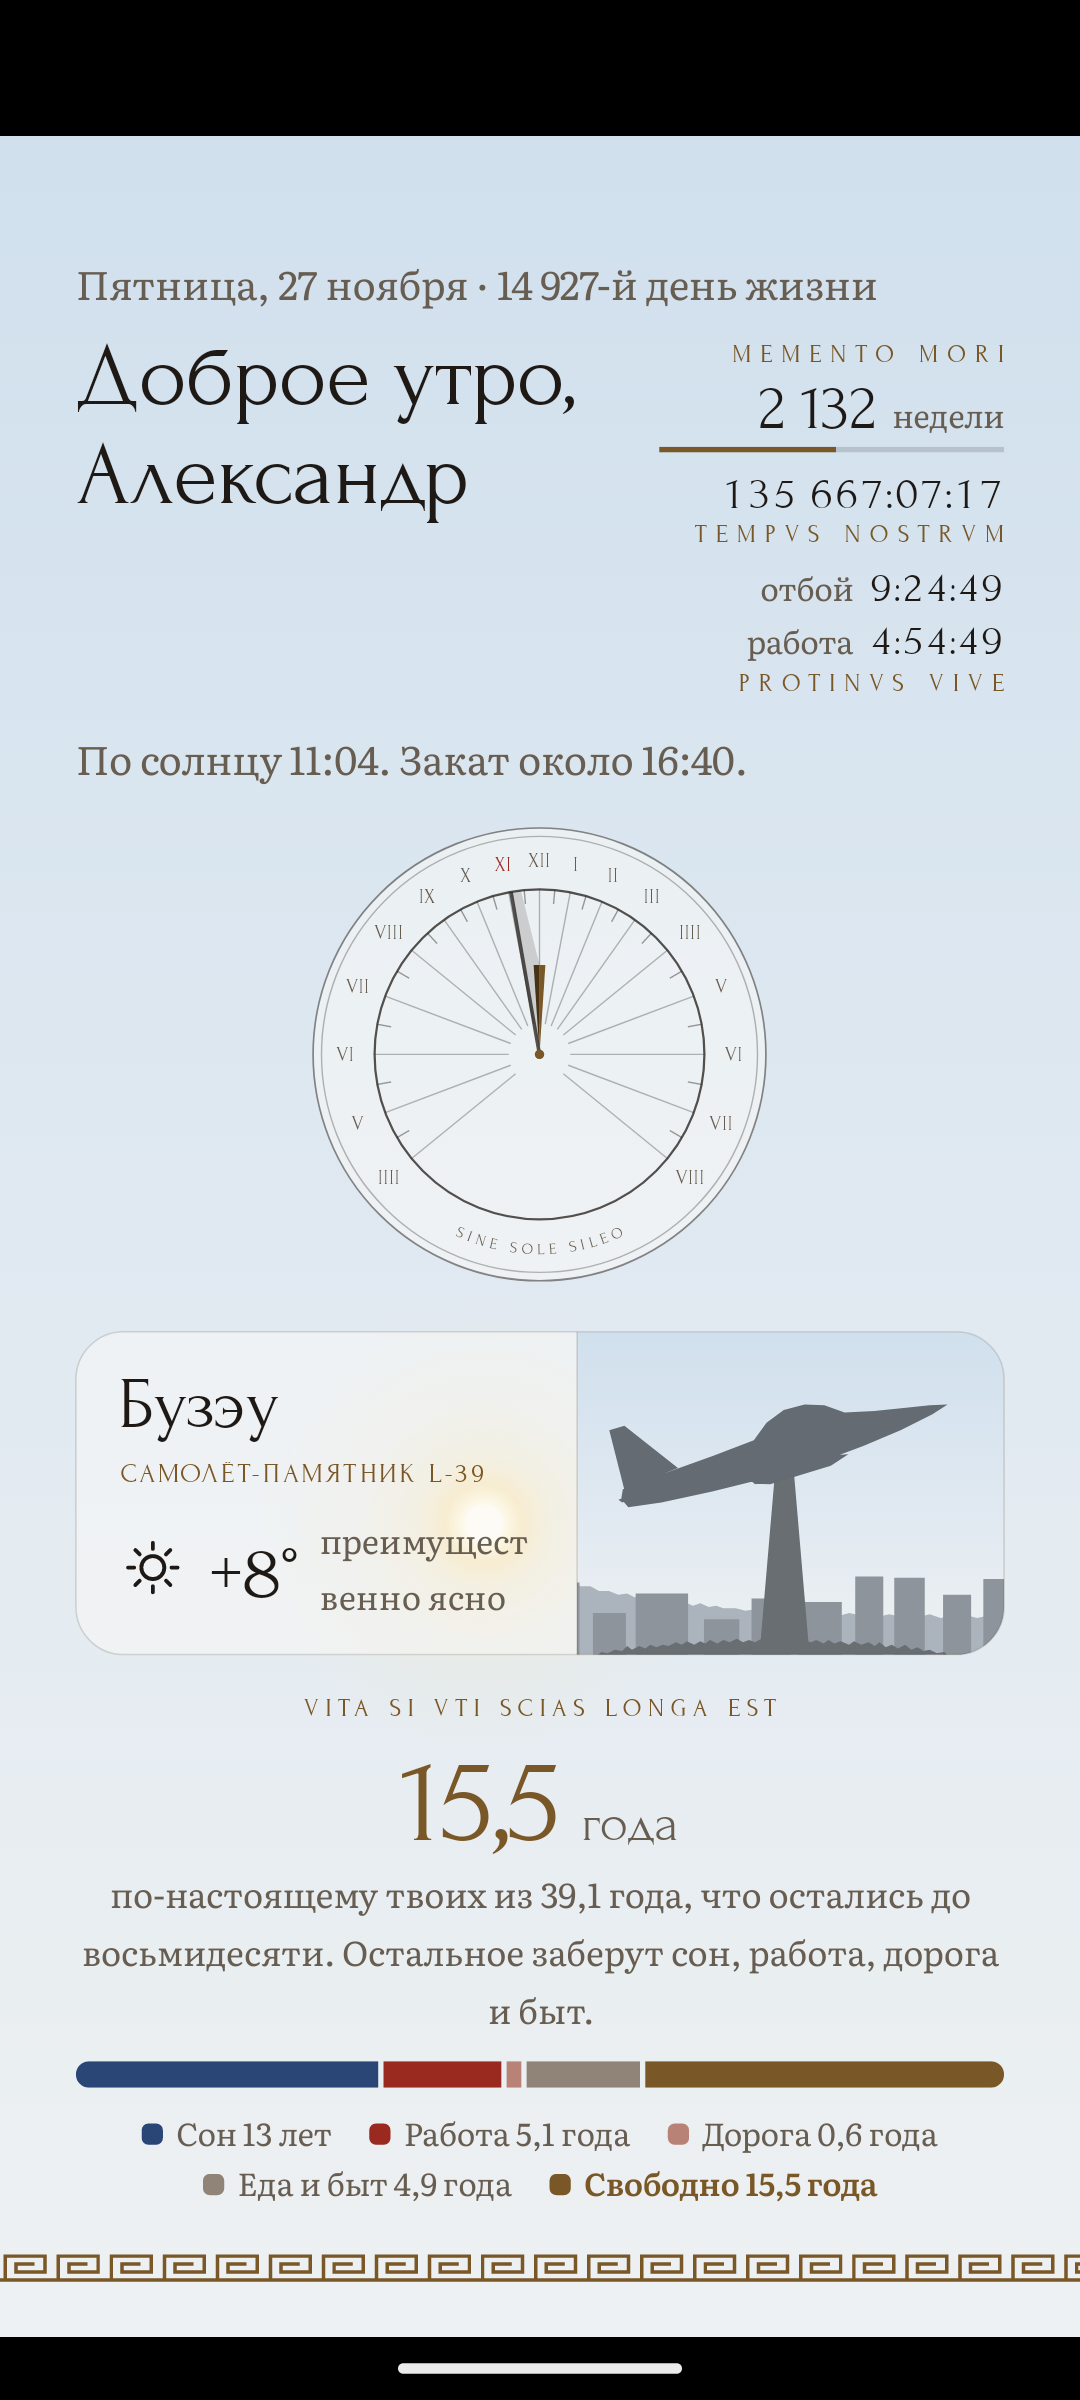 Пятница, 27 ноября · 14 927-й день жизни
Доброе утро,
Александр
MEMENTO MORI
2 132 недели
135 667:07:17
TEMPVS NOSTRVM
отбой 9:24:49
работа 4:54:49
PROTINVS VIVE
По солнцу 11:04. Закат около 16:40.
XII
XI
I
X
II
IX
III
VIII
IIII
VII
V
VI
VI
V
VII
IIII
VIII
SINE SOLE SILEO
Бузэу
САМОЛЁТ-ПАМЯТНИК L-39
+8°
преимущест
венно ясно
VITA SI VTI SCIAS LONGA EST
15,5 года
по-настоящему твоих из 39,1 года, что остались до
восьмидесяти. Остальное заберут сон, работа, дорога
и быт.
Сон 13 лет Работа 5,1 года Дорога 0,6 года
Еда и быт 4,9 года Свободно 15,5 года